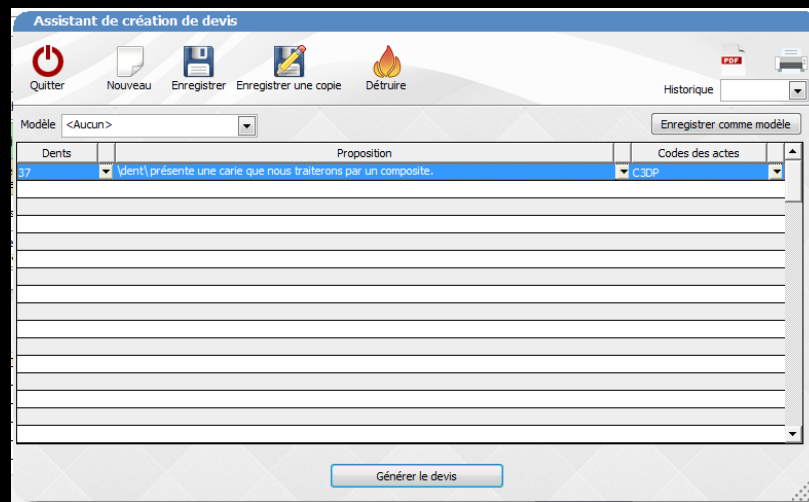 Assistant de création de devis
PDF
Quitter Nouveau Enregistrer Enregistrer une copie Détruire
Historique
Modèle <Aucun> Enregistrer comme modèle
Dents Proposition Codes des actes
37 \dent\ présente une carie que nous traiterons par un composite. C3DP
Générer le devis